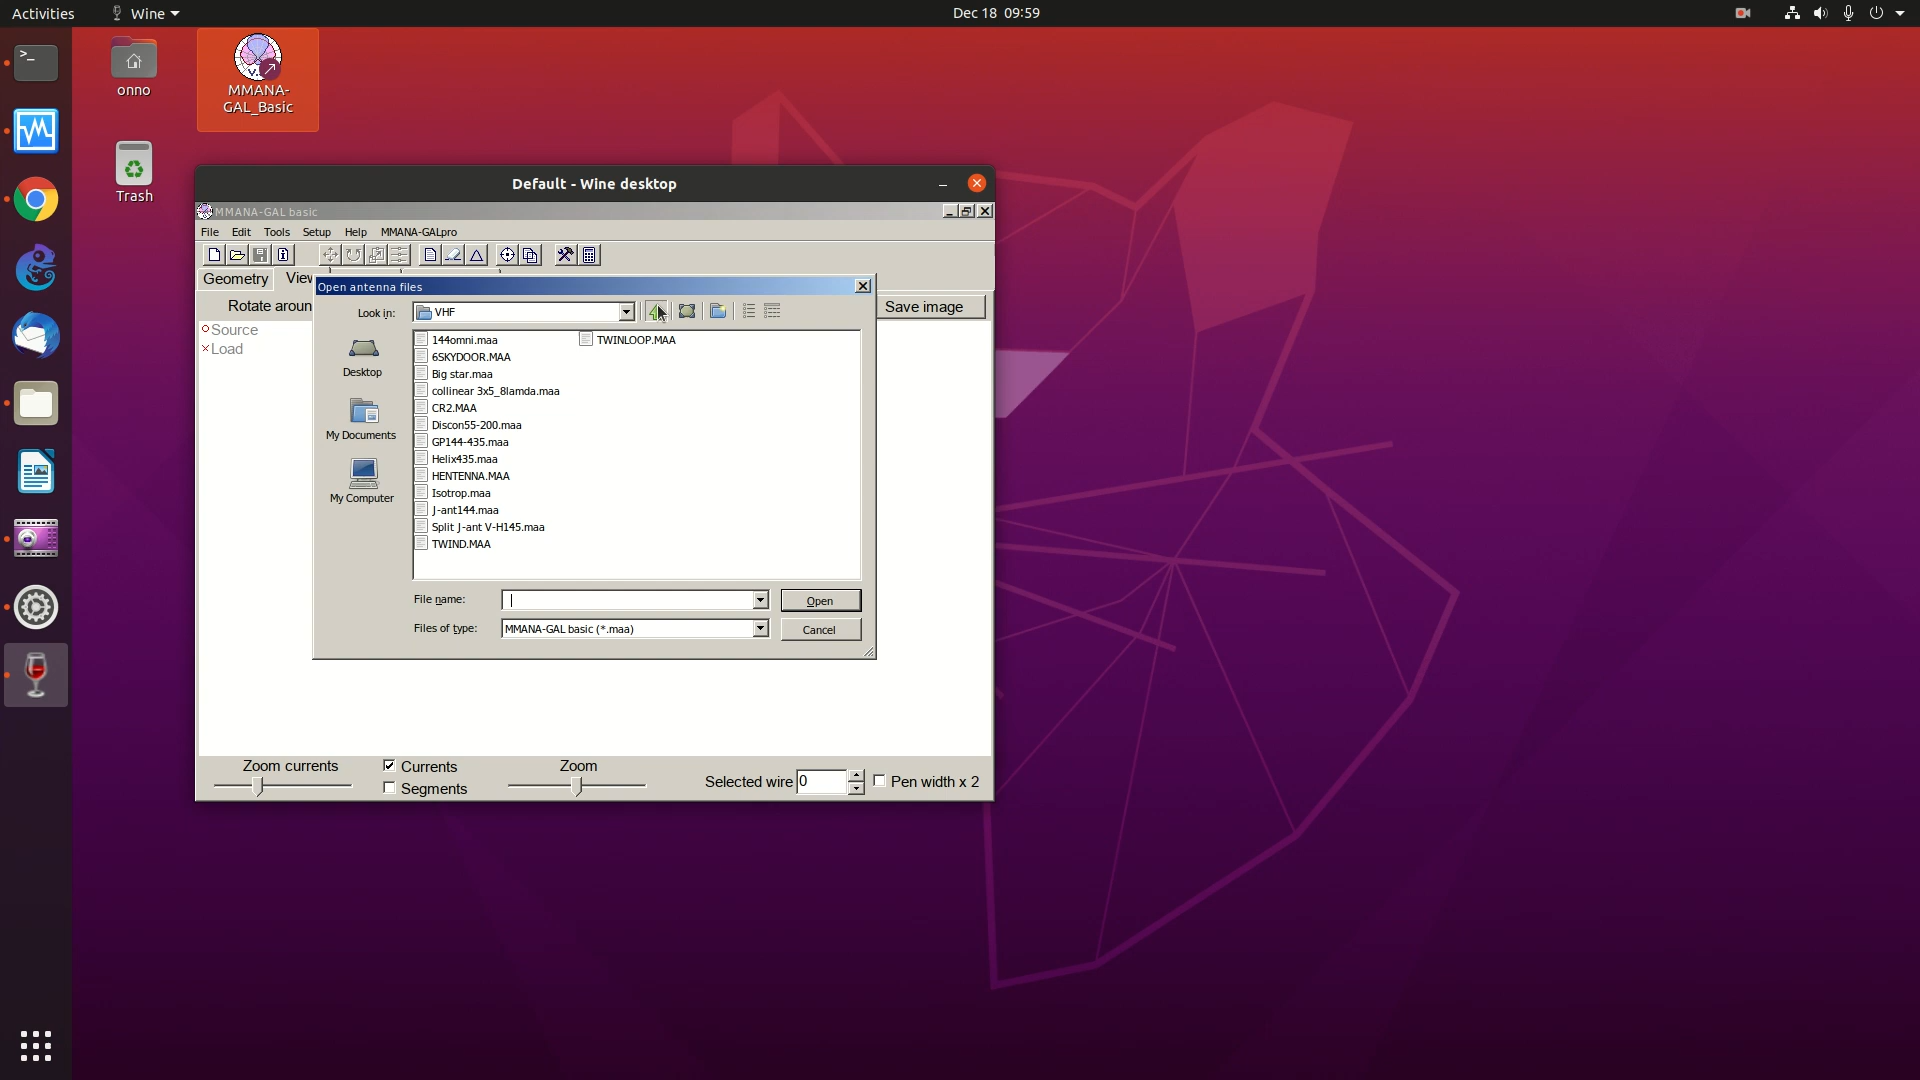 Activities
Wine
Dec 18 09:59
onno
MMANA-
GAL_Basic
Trash
Default - Wine desktop
MMANA-GAL basic
File Edit Tools Setup Help MMANA-GALpro
Geometry
Open antenna files
Look in: VHF
Save image
Source
Load
Desktop
My Documents
My Computer
144omni.maa
6SKYDOOR.MAA
Big star.maa
collinear 3x5_8lamda.maa
CR2.MAA
Discon55-200.maa
GP144-435.maa
Helix435.maa
HENTENNA.MAA
Isotrop.maa
J-ant144.maa
Split J-ant V-H145.maa
TWIND.MAA
TWINLOOP.MAA
File name:
Open
Files of type: MMANA-GAL basic (*.maa)
Cancel
Zoom currents
Currents
Segments
Zoom
Selected wire 0
Pen width x 2